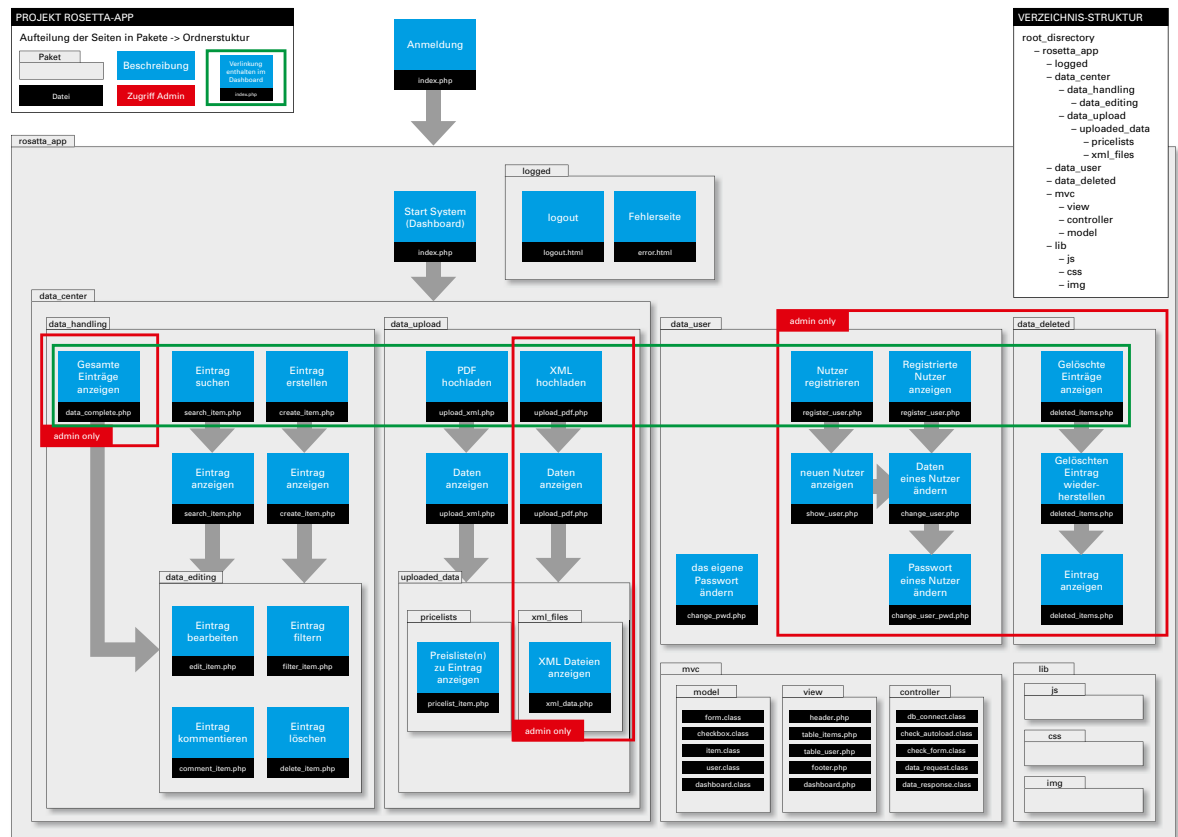 PROJEKT ROSETTA-APP
Aufteilung der Seiten in Pakete -> Ordnerstuktur
Paket
Datei
Beschreibung
Zugriff Admin
Verlinkung
enthalten im
Dashboard
index.php
Anmeldung
index.php
VERZEICHNIS-STRUKTUR
root_disrectory
– rosetta_app
– logged
– data_center
– data_handling
– data_editing
– data_upload
– uploaded_data
– pricelists
– xml_files
– data_user
– data_deleted
– mvc
– view
– controller
– model
– lib
– js
– css
– img
rosatta_app
Start System
(Dashboard)
index.php
logged
logout
logout.html
Fehlerseite
error.html
data_center
data_handling
Gesamte
Einträge
anzeigen
data_complete.php
admin only
Eintrag
suchen
search_item.php
Eintrag
erstellen
create_item.php
Eintrag
anzeigen
search_item.php
Eintrag
anzeigen
create_item.php
data_editing
Eintrag
bearbeiten
edit_item.php
Eintrag
filtern
filter_item.php
Eintrag
kommentieren
comment_item.php
Eintrag
löschen
delete_item.php
data_upload
PDF
hochladen
upload_xml.php
XML
hochladen
upload_pdf.php
Daten
anzeigen
upload_xml.php
Daten
anzeigen
upload_pdf.php
uploaded_data
pricelists
Preisliste(n)
zu Eintrag
anzeigen
pricelist_item.php
xml_files
XML Dateien
anzeigen
xml_data.php
admin only
data_user
admin only
Nutzer
registrieren
register_user.php
Registrierte
Nutzer
anzeigen
register_user.php
neuen Nutzer
anzeigen
show_user.php
Daten
eines Nutzer
ändern
change_user.php
das eigene
Passwort
ändern
change_pwd.php
Passwort
eines Nutzer
ändern
change_user_pwd.php
data_deleted
Gelöschte
Einträge
anzeigen
deleted_items.php
Gelöschten
Eintrag
wieder-
herstellen
deleted_items.php
Eintrag
anzeigen
deleted_items.php
mvc
model
form.class
checkbox.class
item.class
user.class
dashboard.class
view
header.php
table_items.php
table_user.php
footer.php
dashboard.php
controller
db_connect.class
check_autoload.class
check_form.class
data_request.class
data_response.class
lib
js
css
img